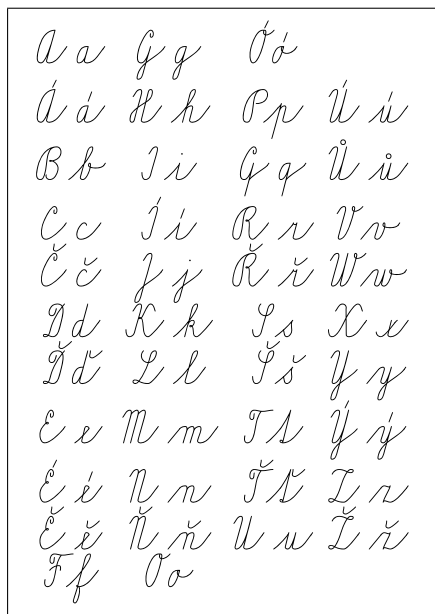 A a G g Ó ó
Á á H h P p Ú ú
B b I i Q q Ů ů
C c Í í R r V v
Č č J j Ř ř W w
D d K k S s X x
Ď ď L l Š š Y y
E e M m T t Ý ý
É é N n Ť ť Z z
Ě ě Ň ň U u Ž ž
F f O o